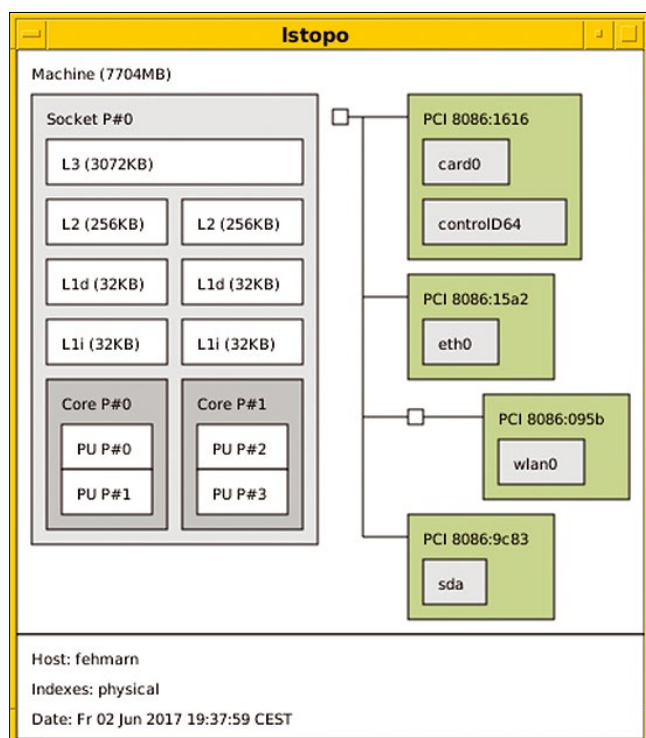 lstopo
Machine (7704MB)
Socket P#0
L3 (3072KB)
L2 (256KB)
L2 (256KB)
L1d (32KB)
L1d (32KB)
L1i (32KB)
L1i (32KB)
Core P#0
PU P#0
PU P#1
Core P#1
PU P#2
PU P#3
PCI 8086:1616
card0
controlD64
PCI 8086:15a2
eth0
PCI 8086:095b
wlan0
PCI 8086:9c83
sda
Host: fehmarn
Indexes: physical
Date: Fr 02 Jun 2017 19:37:59 CEST